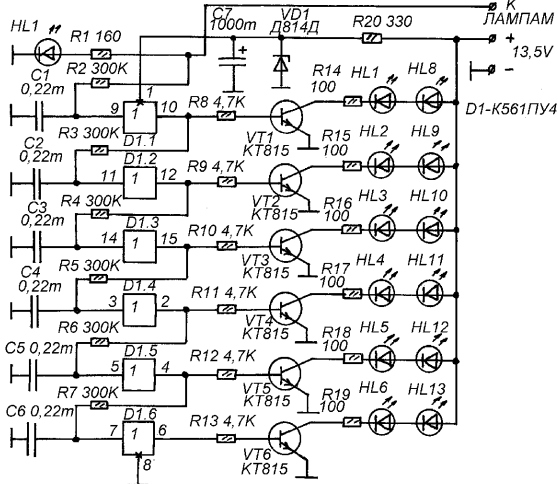 К
ЛАМПАМ
+
13,5V
-
D1-К561ПУ4
HL1
R1 160
C7
1000m
+
VD1
Д814Д
R20 330
R2 300K
C1
0,22m
9
1
1
10
D1.1
R8 4,7K
VT1
КТ815
R14
100
HL1
HL8
R3 300K
C2
0,22m
11
1
12
D1.2
R9 4,7K
VT2
КТ815
R15
100
HL2
HL9
R4 300K
C3
0,22m
14
1
15
D1.3
R10 4,7K
VT3
КТ815
R16
100
HL3
HL10
R5 300K
C4
0,22m
3
1
2
D1.4
R11 4,7K
VT4
КТ815
R17
100
HL4
HL11
R6 300K
C5 0,22m
5
1
4
D1.5
R12 4,7K
VT5
КТ815
R18
100
HL5
HL12
R7 300K
C6 0,22m
7
1
6
D1.6
8
R13 4,7K
VT6
КТ815
R19
100
HL6
HL13